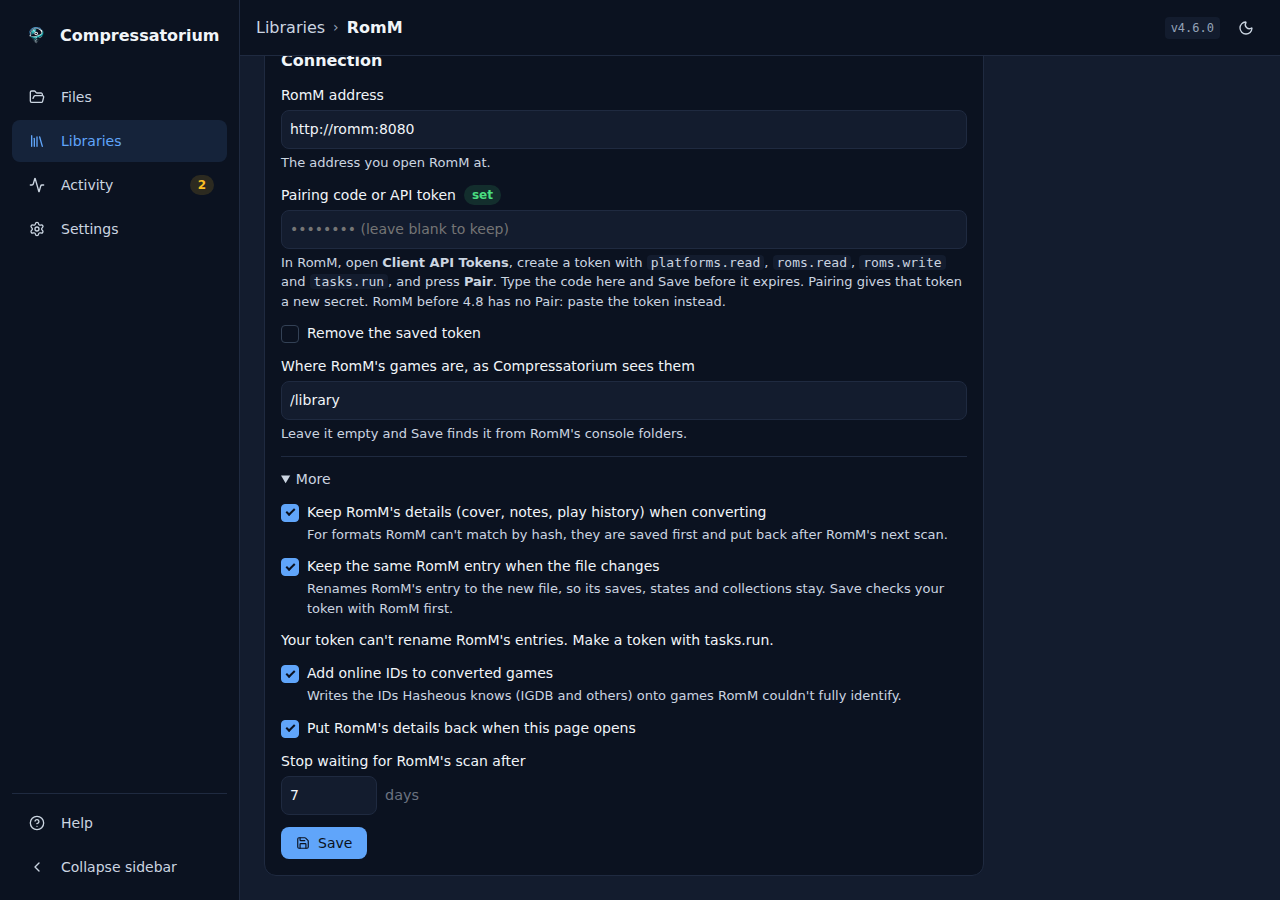 Compressatorium
Libraries › RomM
v4.6.0
Files
Libraries
Activity 2
Settings
Help
Collapse sidebar
Connection
RomM address
http://romm:8080
The address you open RomM at.
Pairing code or API token set
•••••••• (leave blank to keep)
In RomM, open Client API Tokens, create a token with platforms.read, roms.read, roms.write
and tasks.run, and press Pair. Type the code here and Save before it expires. Pairing gives that token
a new secret. RomM before 4.8 has no Pair: paste the token instead.
Remove the saved token
Where RomM's games are, as Compressatorium sees them
/library
Leave it empty and Save finds it from RomM's console folders.
▼ More
Keep RomM's details (cover, notes, play history) when converting
For formats RomM can't match by hash, they are saved first and put back after RomM's next scan.
Keep the same RomM entry when the file changes
Renames RomM's entry to the new file, so its saves, states and collections stay. Save checks your
token with RomM first.
Your token can't rename RomM's entries. Make a token with tasks.run.
Add online IDs to converted games
Writes the IDs Hasheous knows (IGDB and others) onto games RomM couldn't fully identify.
Put RomM's details back when this page opens
Stop waiting for RomM's scan after
7 days
Save